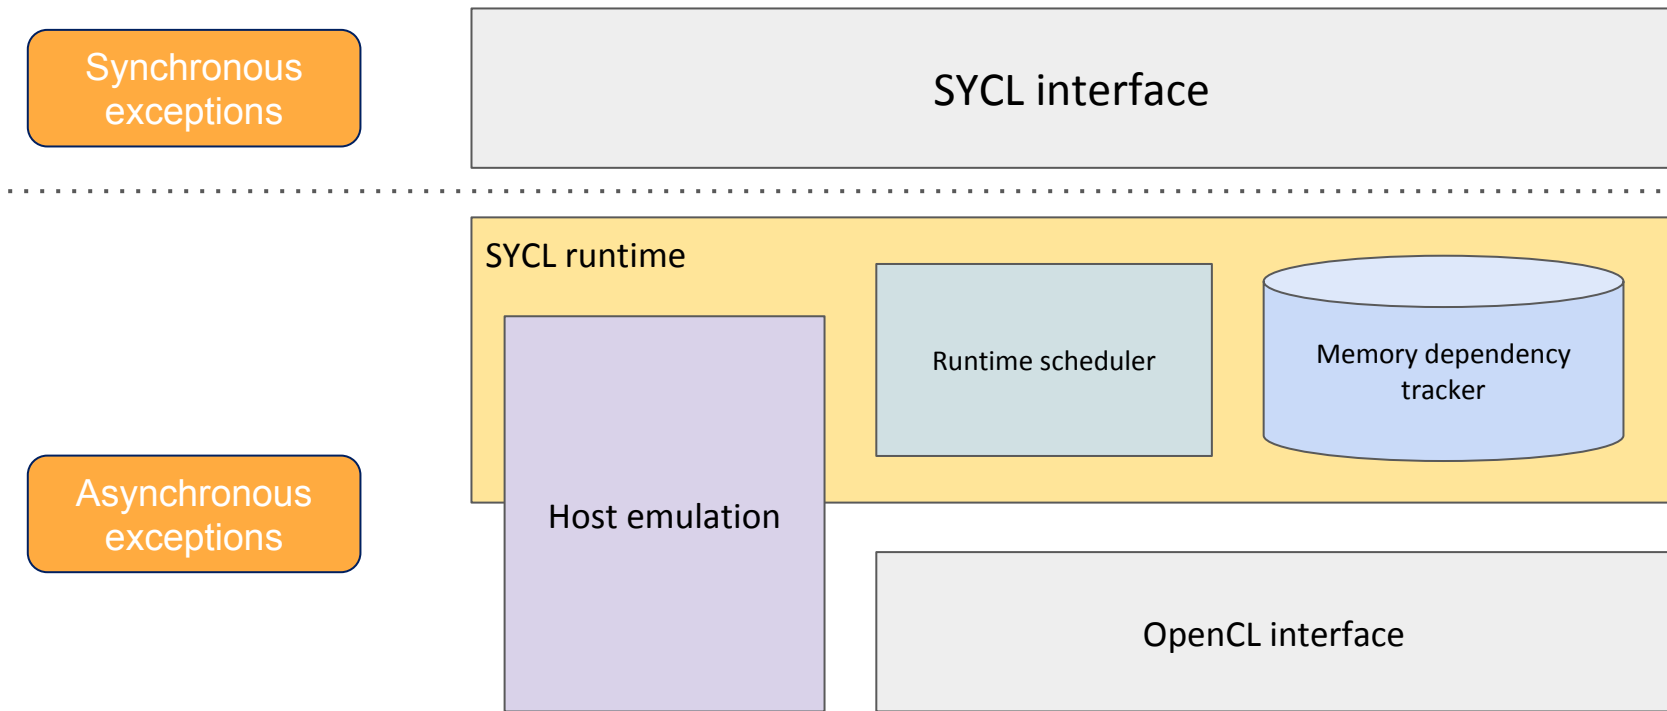 Synchronous
exceptions
SYCL interface
SYCL runtime
Runtime scheduler
Memory dependency
tracker
Asynchronous
exceptions
Host emulation
OpenCL interface